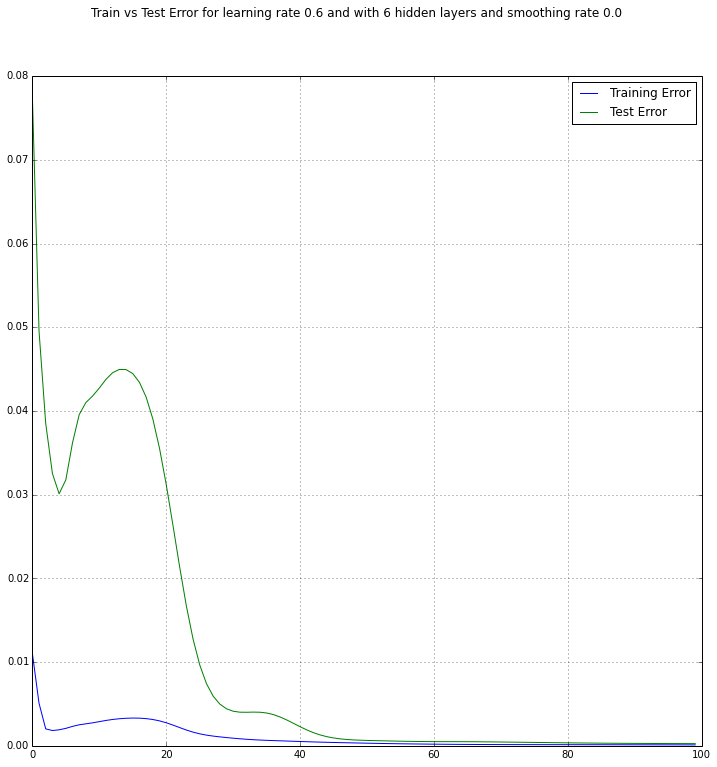 Train vs Test Error for learning rate 0.6 and with 6 hidden layers and smoothing rate 0.0
0.08
Training Error
Test Error
0.07
0.06
0.05
0.04
0.03
0.02
0.01
0.00
0 20 40 60 80 100